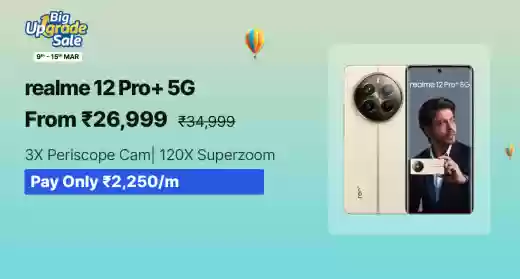 Big
Upgrade
Sale
9th - 15th MAR
realme 12 Pro+ 5G
From ₹26,999 ₹34,999
3X Periscope Cam| 120X Superzoom
Pay Only ₹2,250/m
realme 12 Pro+ 5G
realme